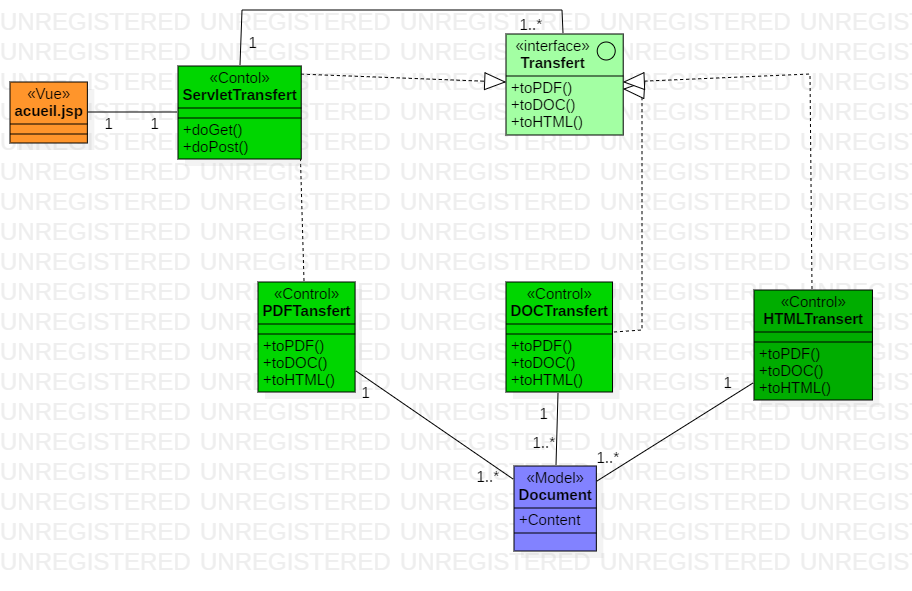 1..*
1
«interface»
Transfert
+toPDF()
+toDOC()
+toHTML()
«Contol»
ServletTransfert
+doGet()
+doPost()
«Vue»
acueil.jsp
1
1
«Control»
PDFTansfert
+toPDF()
+toDOC()
+toHTML()
«Control»
DOCTransfert
+toPDF()
+toDOC()
+toHTML()
«Control»
HTMLTransert
+toPDF()
+toDOC()
+toHTML()
1
1
1
1..*
1..*
1..*
«Model»
Document
+Content
UNREGISTERED UNREGISTERED UNREGISTERED UNREGISTERED UNREGIST